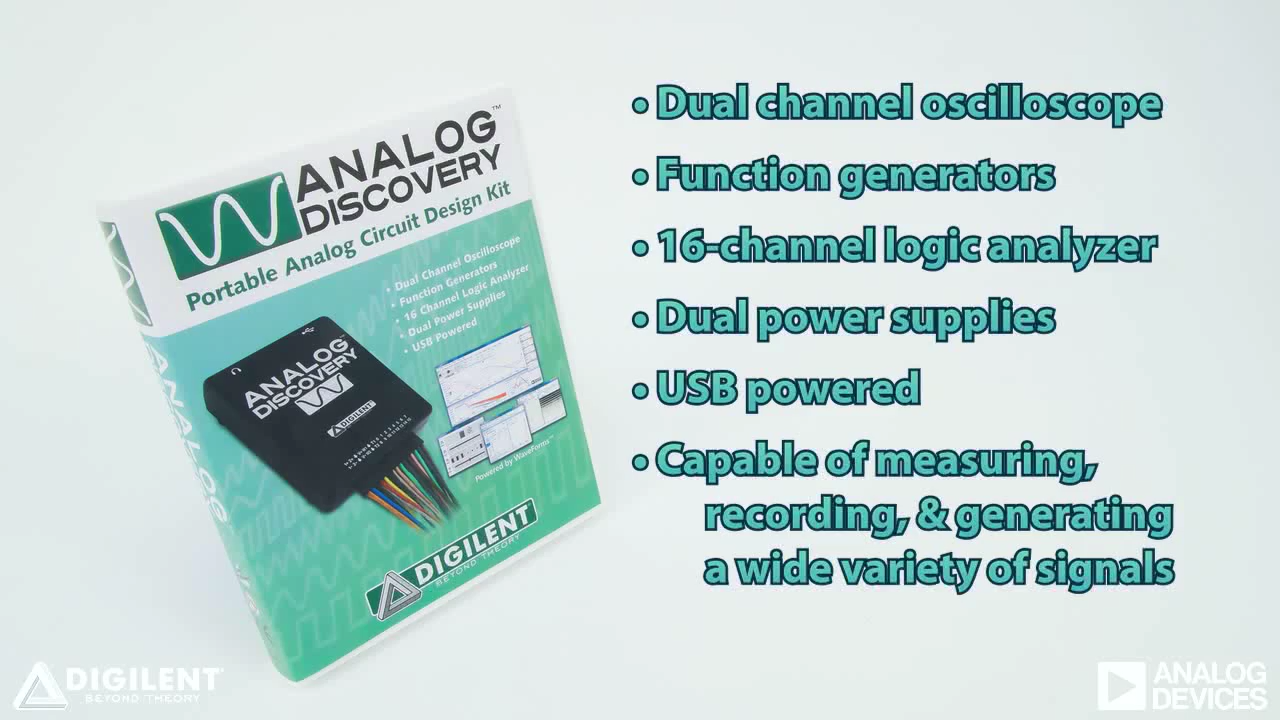 ANALOG™
DISCOVERY
Portable Analog Circuit Design Kit
• Dual Channel Oscilloscope
• Function Generators
• 16 Channel Logic Analyzer
• Dual Power Supplies
• USB Powered
ANALOG
DISCOVERY
DIGILENT
Powered by WaveForms™
DIGILENT
BEYOND THEORY
ANALOG
• Dual channel oscilloscope
• Function generators
• 16-channel logic analyzer
• Dual power supplies
• USB powered
• Capable of measuring,
recording, & generating
a wide variety of signals
DIGILENT
BEYOND THEORY
ANALOG
DEVICES